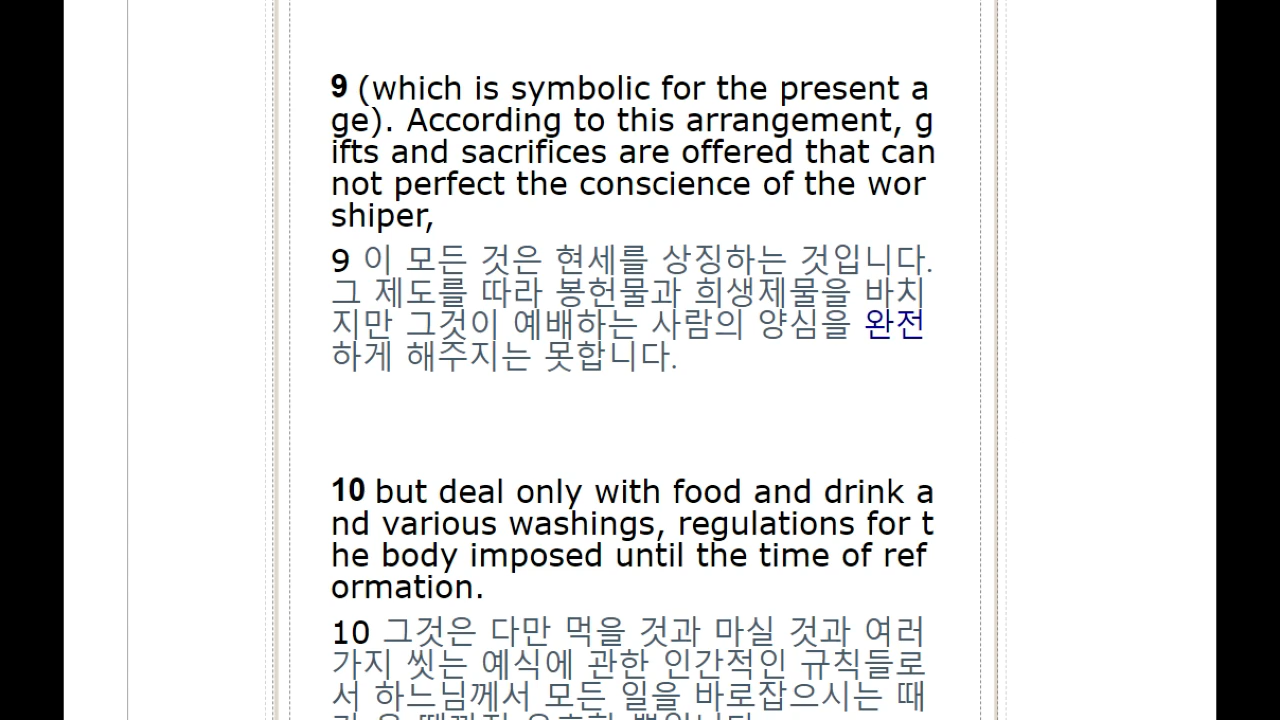 9 (which is symbolic for the present a
ge). According to this arrangement, g
ifts and sacrifices are offered that can
not perfect the conscience of the wor
shiper,
9 이 모든 것은 현세를 상징하는 것입니다.
그 제도를 따라 봉헌물과 희생제물을 바치
지만 그것이 예배하는 사람의 양심을 완전
하게 해주지는 못합니다.
10 but deal only with food and drink a
nd various washings, regulations for t
he body imposed until the time of ref
ormation.
10 그것은 다만 먹을 것과 마실 것과 여러
가지 씻는 예식에 관한 인간적인 규칙들로
서 하느님께서 모든 일을 바로잡으시는 때